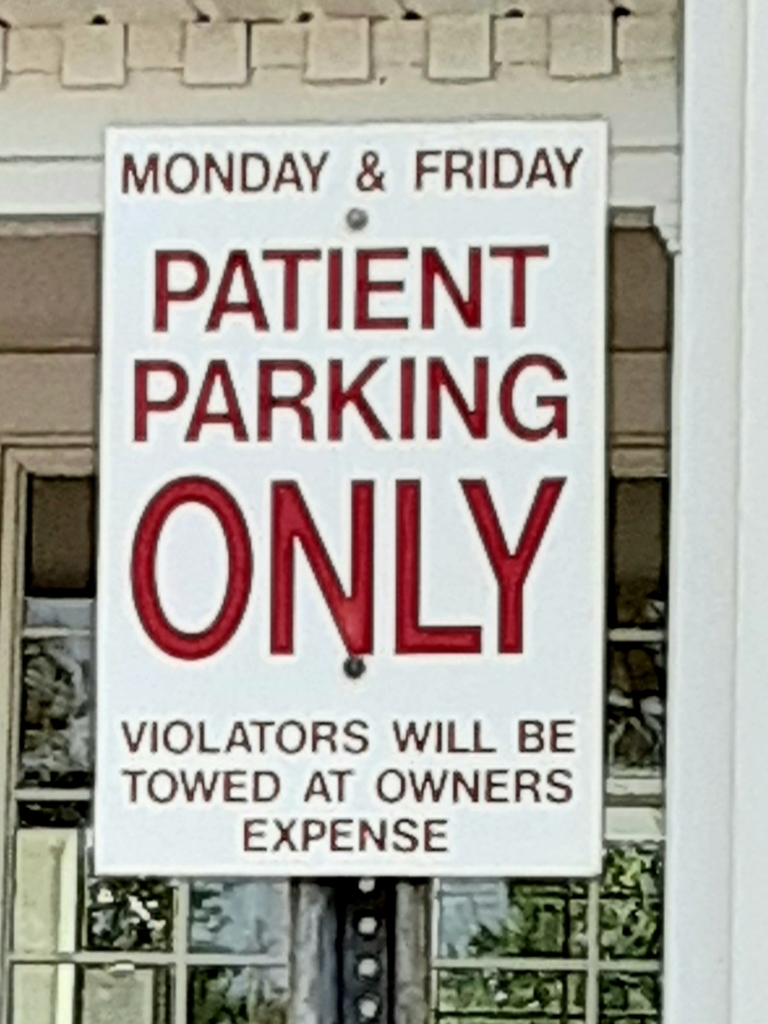 MONDAY & FRIDAY
PATIENT
PARKING
ONLY
VIOLATORS WILL BE
TOWED AT OWNERS
EXPENSE